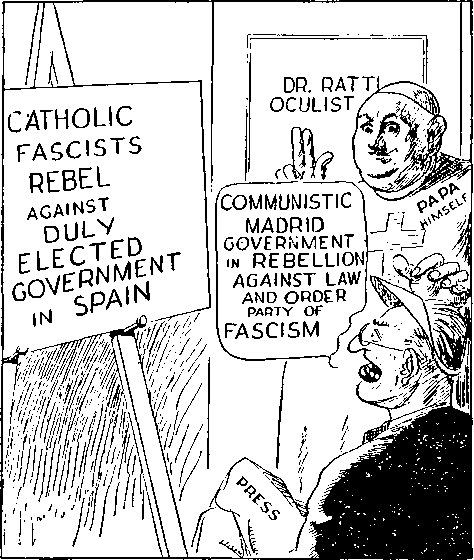 CATHOLIC
FASCISTS
REBEL
AGAINST
DULY
ELECTED
GOVERNMENT
IN SPAIN
DR. RATTI
OCULIST
COMMUNISTIC
MADRID
GOVERNMENT
IN REBELLION
AGAINST LAW
AND ORDER
PARTY OF
FASCISM
PAPA
HIMSELF
PRESS